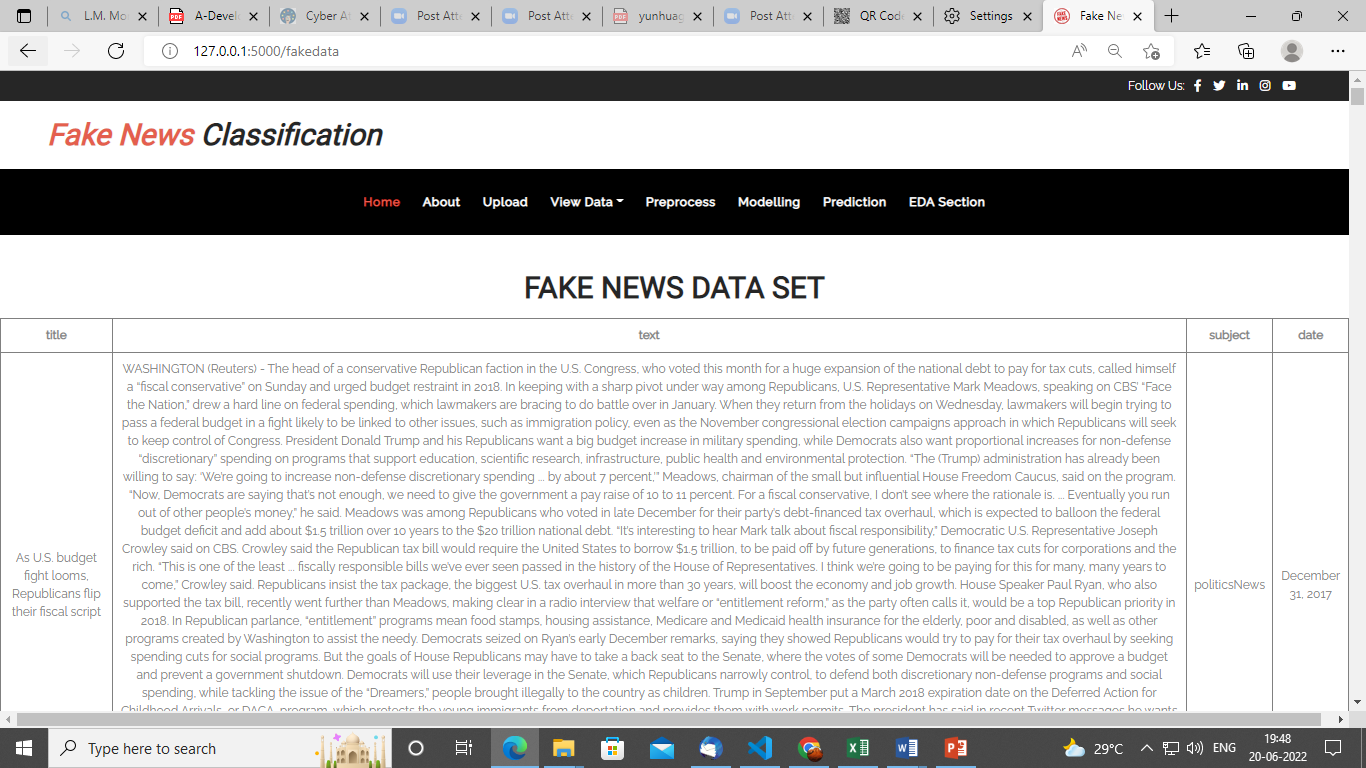 L.M. Mo
A-Devel
Cyber A
Post Att
Post Att
yunhua
Post Att
QR Cod
Settings
Fake Ne
127.0.0.1:5000/fakedata
Follow Us:
Fake News Classification
Home About Upload View Data Preprocess Modelling Prediction EDA Section
FAKE NEWS DATA SET
title text subject date
As U.S. budget
fight looms,
Republicans flip
their fiscal script
WASHINGTON (Reuters) - The head of a conservative Republican faction in the U.S. Congress, who voted this month for a huge expansion of the national debt to pay for tax cuts, called himself
a “fiscal conservative” on Sunday and urged budget restraint in 2018. In keeping with a sharp pivot under way among Republicans, U.S. Representative Mark Meadows, speaking on CBS’ “Face
the Nation,” drew a hard line on federal spending, which lawmakers are bracing to do battle over in January. When they return from the holidays on Wednesday, lawmakers will begin trying to
pass a federal budget in a fight likely to be linked to other issues, such as immigration policy, even as the November congressional election campaigns approach in which Republicans will seek
to keep control of Congress. President Donald Trump and his Republicans want a big budget increase in military spending, while Democrats also want proportional increases for non-defense
“discretionary” spending on programs that support education, scientific research, infrastructure, public health and environmental protection. “The (Trump) administration has already been
willing to say: ‘We’re going to increase non-defense discretionary spending ... by about 7 percent,’” Meadows, chairman of the small but influential House Freedom Caucus, said on the program.
“Now, Democrats are saying that’s not enough, we need to give the government a pay raise of 10 to 11 percent. For a fiscal conservative, I don’t see where the rationale is. ... Eventually you run
out of other people’s money,” he said. Meadows was among Republicans who voted in late December for their party’s debt-financed tax overhaul, which is expected to balloon the federal
budget deficit and add about $1.5 trillion over 10 years to the $20 trillion national debt. “It’s interesting to hear Mark talk about fiscal responsibility,” Democratic U.S. Representative Joseph
Crowley said on CBS. Crowley said the Republican tax bill would require the United States to borrow $1.5 trillion, to be paid off by future generations, to finance tax cuts for corporations and the
rich. “This is one of the least ... fiscally responsible bills we’ve ever seen passed in the history of the House of Representatives. I think we’re going to be paying for this for many, many years to
come,” Crowley said. Republicans insist the tax package, the biggest U.S. tax overhaul in more than 30 years, will boost the economy and job growth. House Speaker Paul Ryan, who also
supported the tax bill, recently went further than Meadows, making clear in a radio interview that welfare or “entitlement reform,” as the party often calls it, would be a top Republican priority in
2018. In Republican parlance, “entitlement” programs mean food stamps, housing assistance, Medicare and Medicaid health insurance for the elderly, poor and disabled, as well as other
programs created by Washington to assist the needy. Democrats seized on Ryan’s early December remarks, saying they showed Republicans would try to pay for their tax overhaul by seeking
spending cuts for social programs. But the goals of House Republicans may have to take a back seat to the Senate, where the votes of some Democrats will be needed to approve a budget
and prevent a government shutdown. Democrats will use their leverage in the Senate, which Republicans narrowly control, to defend both discretionary non-defense programs and social
spending, while tackling the issue of the “Dreamers,” people brought illegally to the country as children. Trump in September put a March 2018 expiration date on the Deferred Action for
Childhood Arrivals, or DACA, program, which protects the young immigrants from deportation and provides them with work permits. The president has said in recent Twitter messages he wants
politicsNews
December
31, 2017
Type here to search
29°C
ENG
19:48
20-06-2022